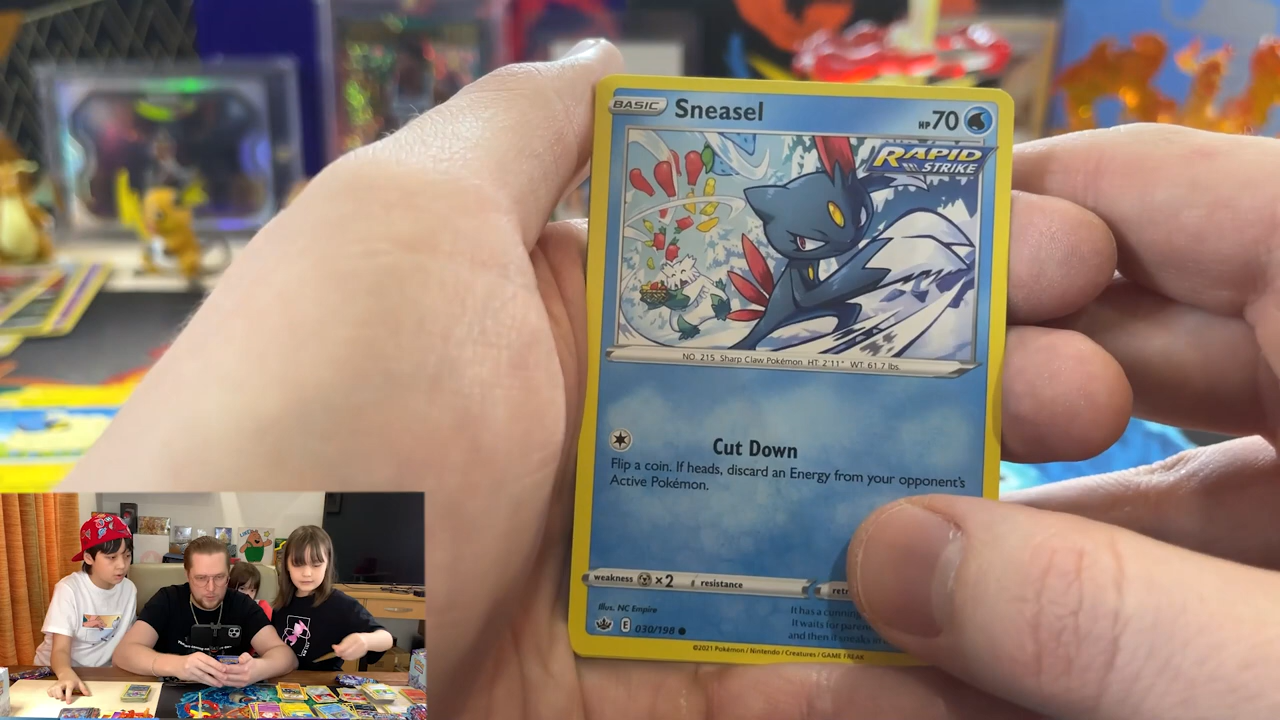 BASIC Sneasel HP 70
RAPID STRIKE
NO. 215 Sharp Claw Pokémon HT: 2'11" WT: 61.7 lbs.
Cut Down
Flip a coin. If heads, discard an Energy from your opponent's
Active Pokémon.
weakness ×2 resistance retr
Illus. NC Empire
It has a cunning
It waits for
and then it sneaks
E 030/198
©2021 Pokémon / Nintendo / Creatures / GAME FREAK